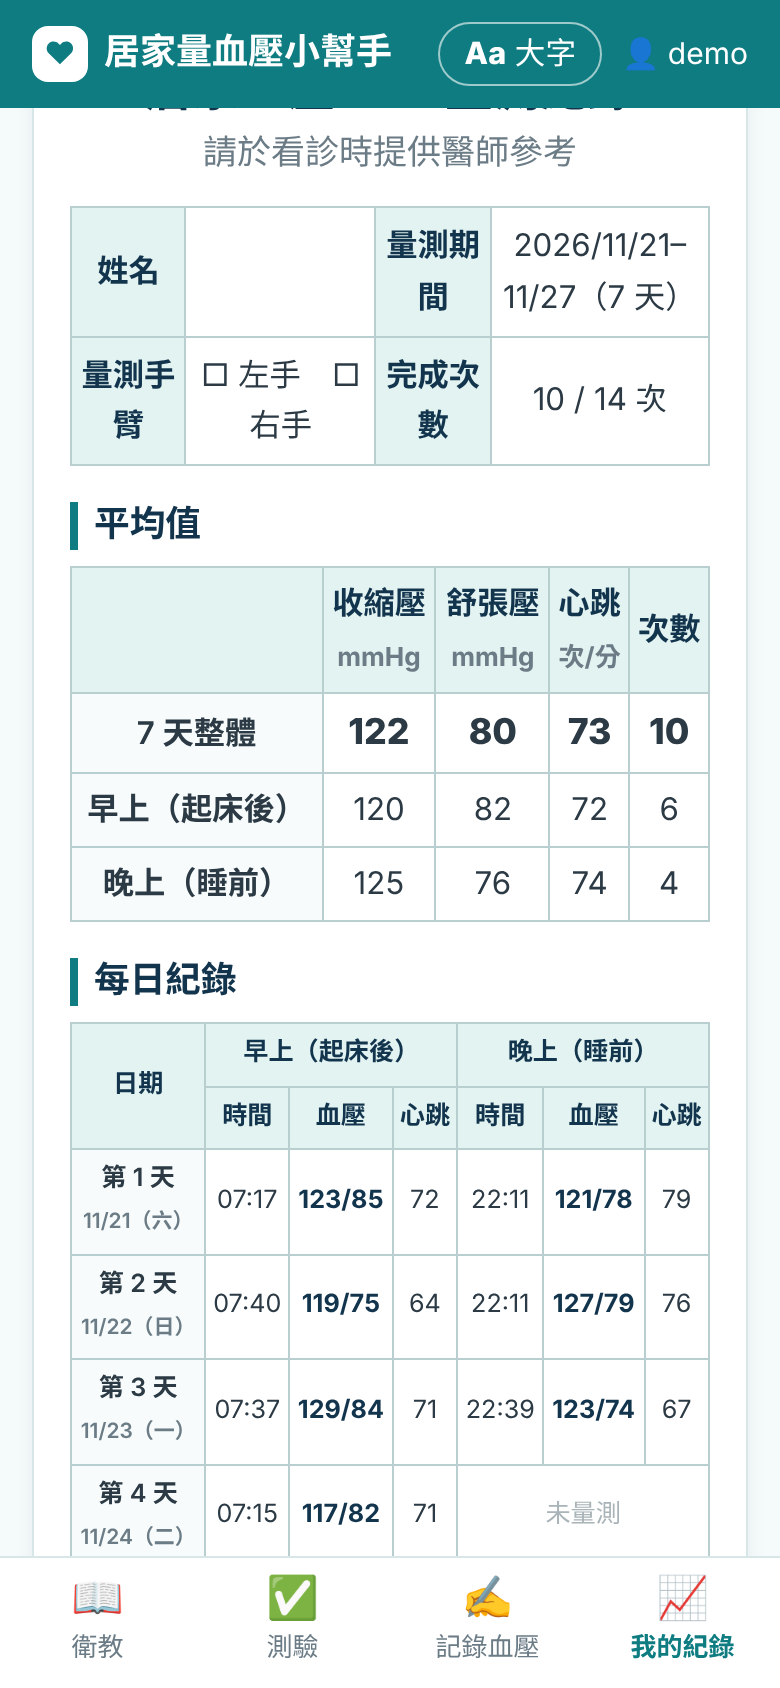 居家量血壓小幫手
Aa 大字
demo
請於看診時提供醫師參考
姓名
量測期間
2026/11/21–11/27（7 天）
量測手臂
☐ 左手 ☐ 右手
完成次數
10 / 14 次
平均值
收縮壓 mmHg 舒張壓 mmHg 心跳 次/分 次數
7 天整體 122 80 73 10
早上（起床後） 120 82 72 6
晚上（睡前） 125 76 74 4
每日紀錄
日期 早上（起床後） 晚上（睡前）
時間 血壓 心跳 時間 血壓 心跳
第 1 天 11/21（六） 07:17 123/85 72 22:11 121/78 79
第 2 天 11/22（日） 07:40 119/75 64 22:11 127/79 76
第 3 天 11/23（一） 07:37 129/84 71 22:39 123/74 67
第 4 天 11/24（二） 07:15 117/82 71 未量測
衛教
測驗
記錄血壓
我的紀錄